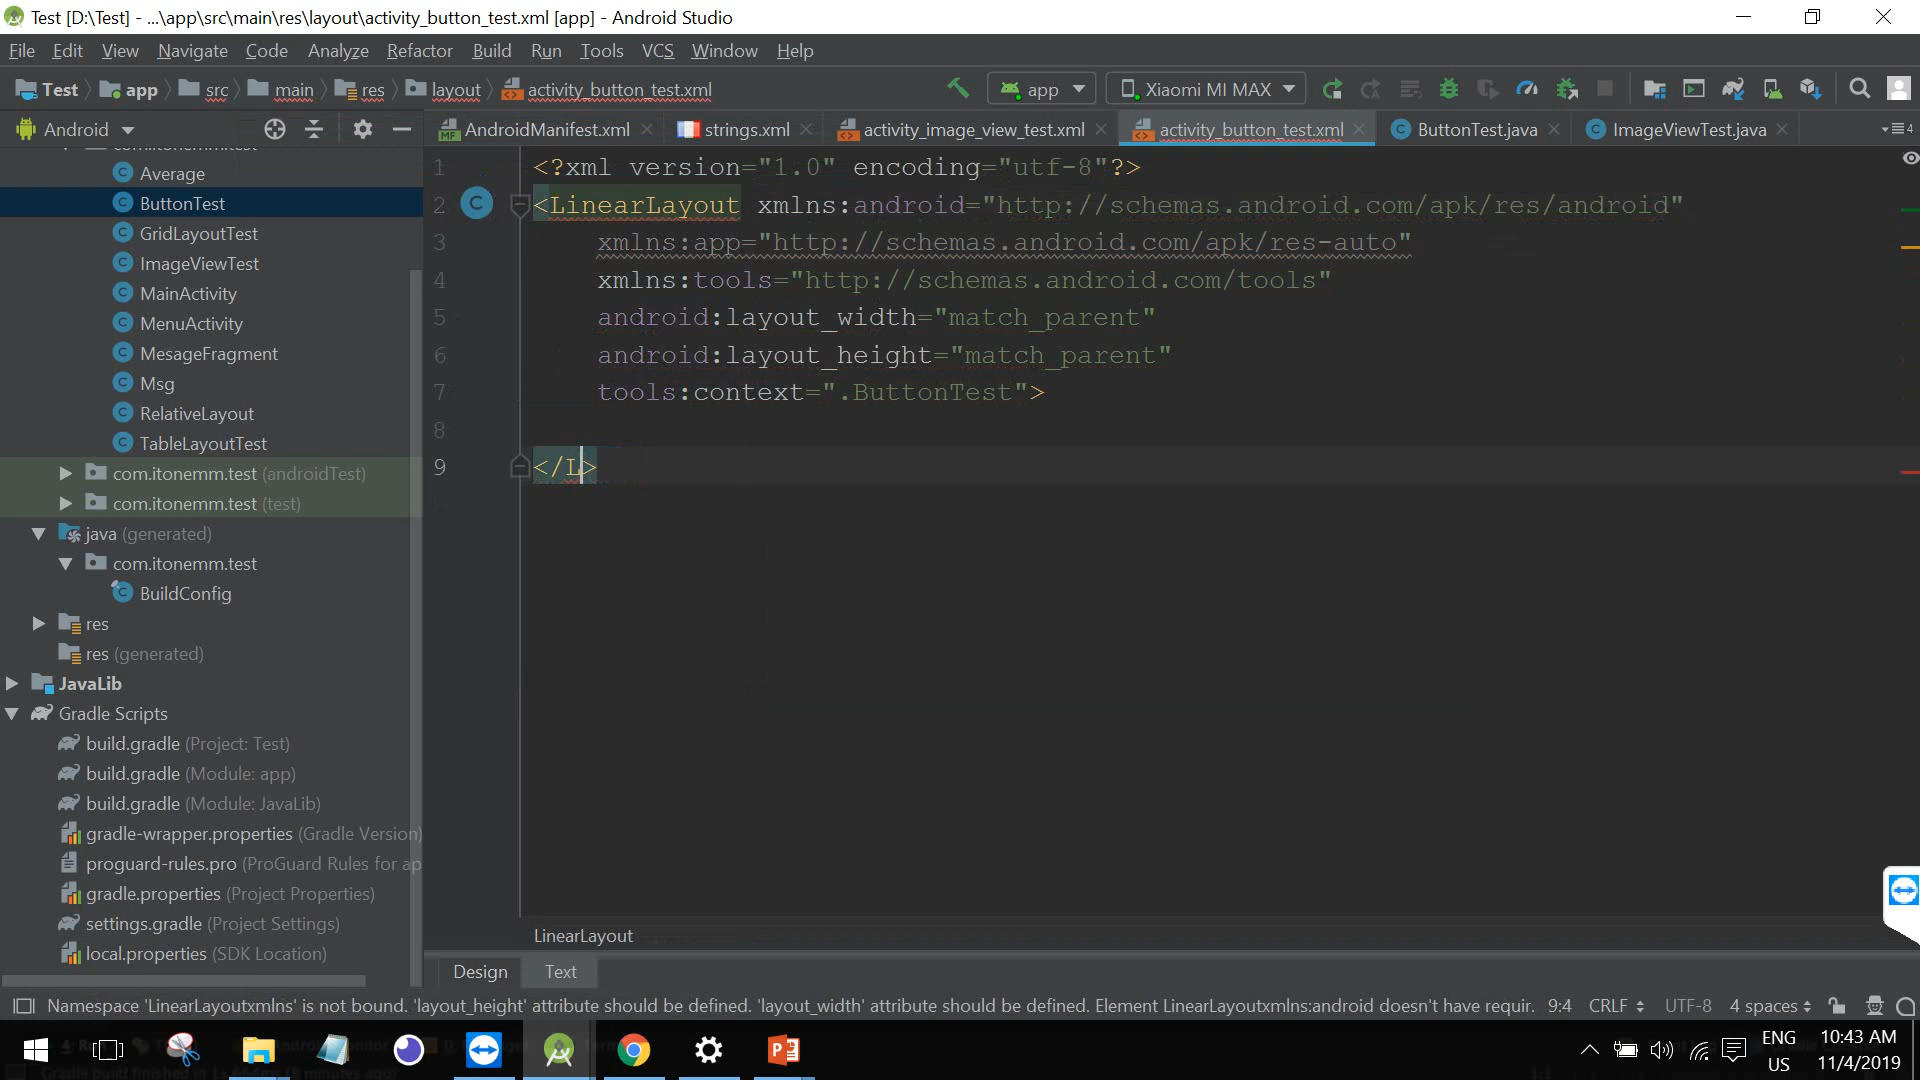 Test [D:\Test] - ...\app\src\main\res\layout\activity_button_test.xml [app] - Android Studio
File Edit View Navigate Code Analyze Refactor Build Run Tools VCS Window Help
Test app src main res layout activity_button_test.xml app Xiaomi MI MAX
Android AndroidManifest.xml strings.xml activity_image_view_test.xml activity_button_test.xml ButtonTest.java ImageViewTest.java 4
Average
ButtonTest
GridLayoutTest
ImageViewTest
MainActivity
MenuActivity
MesageFragment
Msg
RelativeLayout
TableLayoutTest
com.itonemm.test (androidTest)
com.itonemm.test (test)
java (generated)
com.itonemm.test
BuildConfig
res
res (generated)
JavaLib
Gradle Scripts
build.gradle (Project: Test)
build.gradle (Module: app)
build.gradle (Module: JavaLib)
gradle-wrapper.properties (Gradle Version)
proguard-rules.pro (ProGuard Rules for ap
gradle.properties (Project Properties)
settings.gradle (Project Settings)
local.properties (SDK Location)
1 <?xml version="1.0" encoding="utf-8"?>
2 <LinearLayout xmlns:android="http://schemas.android.com/apk/res/android"
3 xmlns:app="http://schemas.android.com/apk/res-auto"
4 xmlns:tools="http://schemas.android.com/tools"
5 android:layout_width="match_parent"
6 android:layout_height="match_parent"
7 tools:context=".ButtonTest">
8
9 </L>
LinearLayout
Design Text
Namespace 'LinearLayoutxmlns' is not bound. 'layout_height' attribute should be defined. 'layout_width' attribute should be defined. Element LinearLayoutxmlns:android doesn't have requir. 9:4 CRLF UTF-8 4 spaces
ENG
US
10:43 AM
11/4/2019